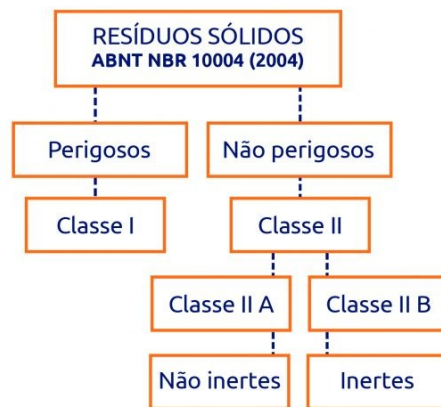 RESÍDUOS SÓLIDOS
ABNT NBR 10004 (2004)
Perigosos
Não perigosos
Classe I
Classe II
Classe II A
Classe II B
Não inertes
Inertes